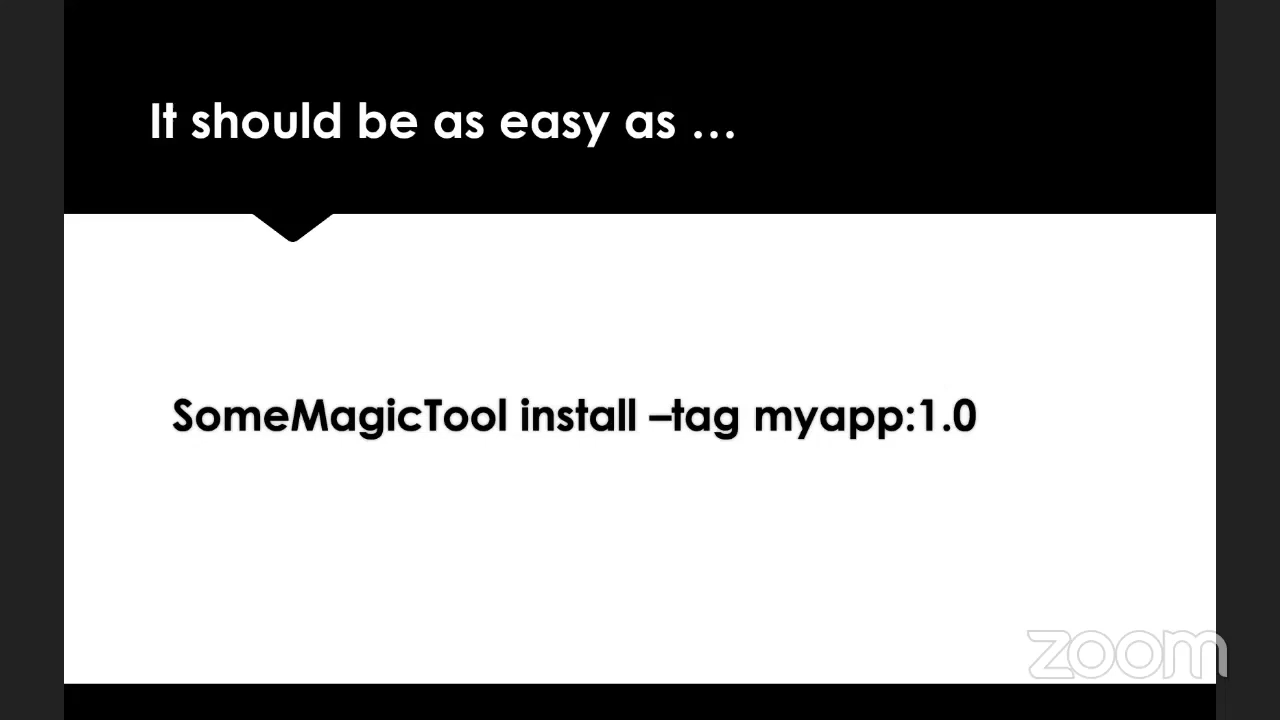 It should be as easy as …
SomeMagicTool install –tag myapp:1.0
zoom